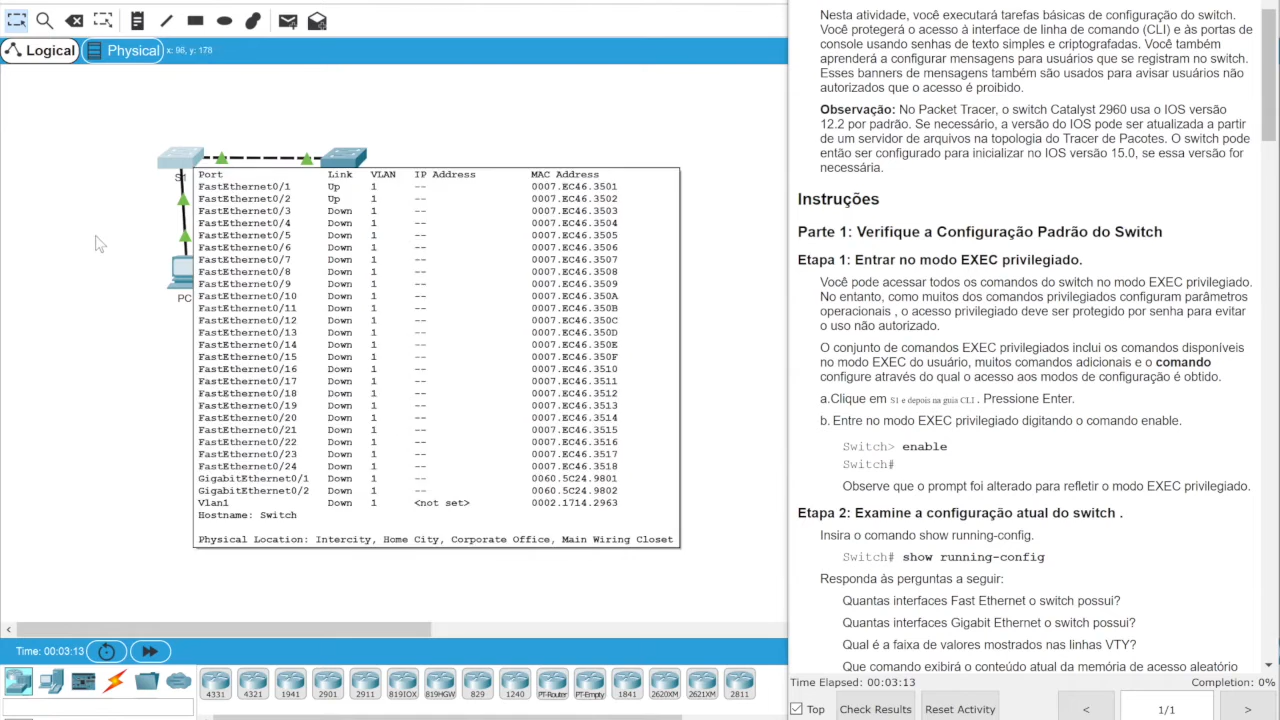 Logical
Physical
x: 96, y: 178
S1
PC
Port Link VLAN IP Address MAC Address
FastEthernet0/1 Up 1 -- 0007.EC46.3501
FastEthernet0/2 Up 1 -- 0007.EC46.3502
FastEthernet0/3 Down 1 -- 0007.EC46.3503
FastEthernet0/4 Down 1 -- 0007.EC46.3504
FastEthernet0/5 Down 1 -- 0007.EC46.3505
FastEthernet0/6 Down 1 -- 0007.EC46.3506
FastEthernet0/7 Down 1 -- 0007.EC46.3507
FastEthernet0/8 Down 1 -- 0007.EC46.3508
FastEthernet0/9 Down 1 -- 0007.EC46.3509
FastEthernet0/10 Down 1 -- 0007.EC46.350A
FastEthernet0/11 Down 1 -- 0007.EC46.350B
FastEthernet0/12 Down 1 -- 0007.EC46.350C
FastEthernet0/13 Down 1 -- 0007.EC46.350D
FastEthernet0/14 Down 1 -- 0007.EC46.350E
FastEthernet0/15 Down 1 -- 0007.EC46.350F
FastEthernet0/16 Down 1 -- 0007.EC46.3510
FastEthernet0/17 Down 1 -- 0007.EC46.3511
FastEthernet0/18 Down 1 -- 0007.EC46.3512
FastEthernet0/19 Down 1 -- 0007.EC46.3513
FastEthernet0/20 Down 1 -- 0007.EC46.3514
FastEthernet0/21 Down 1 -- 0007.EC46.3515
FastEthernet0/22 Down 1 -- 0007.EC46.3516
FastEthernet0/23 Down 1 -- 0007.EC46.3517
FastEthernet0/24 Down 1 -- 0007.EC46.3518
GigabitEthernet0/1 Down 1 -- 0060.5C24.9801
GigabitEthernet0/2 Down 1 -- 0060.5C24.9802
Vlan1 Down 1 <not set> 0002.1714.2963
Hostname: Switch
Physical Location: Intercity, Home City, Corporate Office, Main Wiring Closet
Time: 00:03:13
4331 4321 1941 2901 2911 819IOX 819HGW 829 1240 PT-Router PT-Empty 1841 2620XM 2621XM 2811
Nesta atividade, você executará tarefas básicas de configuração do switch.
Você protegerá o acesso à interface de linha de comando (CLI) e às portas de
console usando senhas de texto simples e criptografadas. Você também
aprenderá a configurar mensagens para usuários que se registram no switch.
Esses banners de mensagens também são usados para avisar usuários não
autorizados que o acesso é proibido.
Observação: No Packet Tracer, o switch Catalyst 2960 usa o IOS versão
12.2 por padrão. Se necessário, a versão do IOS pode ser atualizada a partir
de um servidor de arquivos na topologia do Tracer de Pacotes. O switch pode
então ser configurado para inicializar no IOS versão 15.0, se essa versão for
necessária.
Instruções
Parte 1: Verifique a Configuração Padrão do Switch
Etapa 1: Entrar no modo EXEC privilegiado.
Você pode acessar todos os comandos do switch no modo EXEC privilegiado.
No entanto, como muitos dos comandos privilegiados configuram parâmetros
operacionais , o acesso privilegiado deve ser protegido por senha para evitar
o uso não autorizado.
O conjunto de comandos EXEC privilegiados inclui os comandos disponíveis
no modo EXEC do usuário, muitos comandos adicionais e o comando
configure através do qual o acesso aos modos de configuração é obtido.
a.Clique em S1 e depois na guia CLI . Pressione Enter.
b. Entre no modo EXEC privilegiado digitando o comando enable.
Switch> enable
Switch#
Observe que o prompt foi alterado para refletir o modo EXEC privilegiado.
Etapa 2: Examine a configuração atual do switch .
Insira o comando show running-config.
Switch# show running-config
Responda às perguntas a seguir:
Quantas interfaces Fast Ethernet o switch possui?
Quantas interfaces Gigabit Ethernet o switch possui?
Qual é a faixa de valores mostrados nas linhas VTY?
Que comando exibirá o conteúdo atual da memória de acesso aleatório
Time Elapsed: 00:03:13 Completion: 0%
Top Check Results Reset Activity < 1/1 >